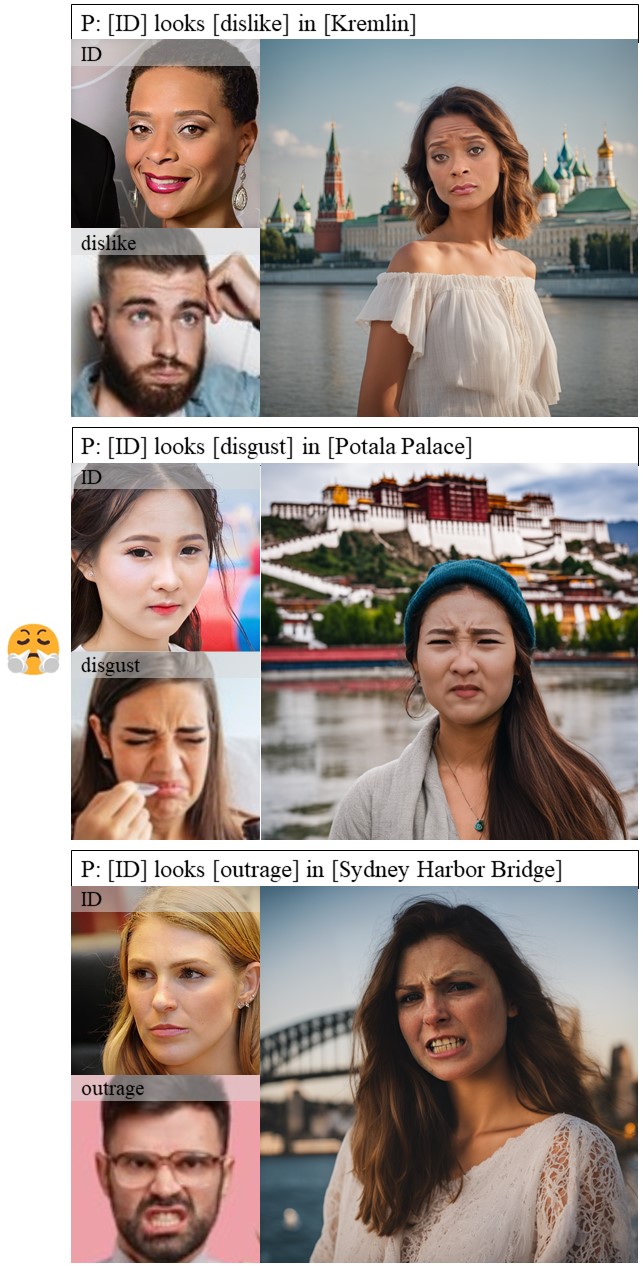 P: [ID] looks [dislike] in [Kremlin]
ID
dislike
P: [ID] looks [disgust] in [Potala Palace]
ID
disgust
P: [ID] looks [outrage] in [Sydney Harbor Bridge]
ID
outrage